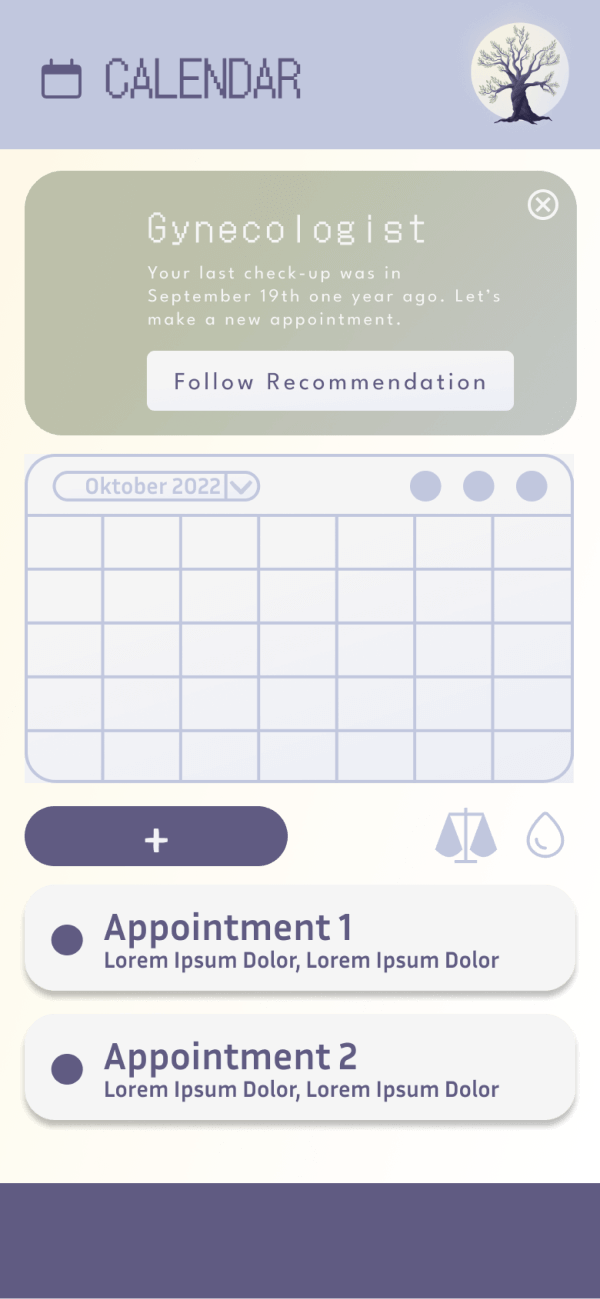 CALENDAR
Gynecologist
Your last check-up was in
September 19th one year ago. Let's
make a new appointment.
Follow Recommendation
Oktober 2022
+
Appointment 1
Lorem Ipsum Dolor, Lorem Ipsum Dolor
Appointment 2
Lorem Ipsum Dolor, Lorem Ipsum Dolor